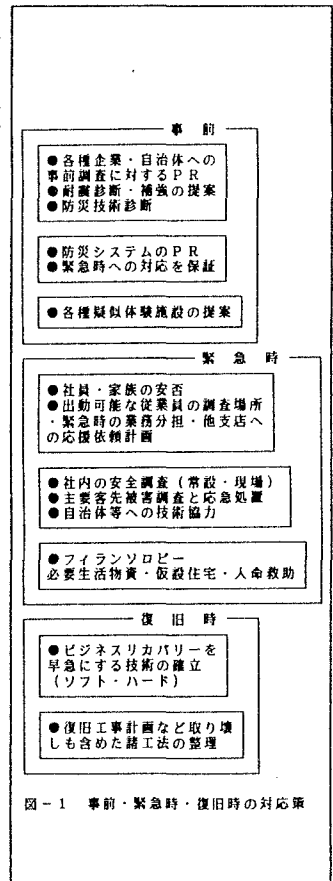 事 前
●各種企業・自治体への
事前調査に対するPR
●耐震診断・補強の提案
●防災技術診断
●防災システムのPR
●緊急時への対応を保証
●各種疑似体験施設の提案
緊 急 時
●社員・家族の安否
●出動可能な従業員の調査場所
・緊急時の業務分担・他支店へ
の応援依頼計画
●社内の安全調査(常設・現場)
●主要客先被害調査と応急処置
●自治体等への技術協力
●フィランソロピー
必要生活物資・仮設住宅・人命救助
復 旧 時
●ビジネスリカバリーを
早急にする技術の確立
(ソフト・ハード)
●復旧工事計画など取り壊
しも含めた諸工法の整理
図-1 事前・緊急時・復旧時の対応策